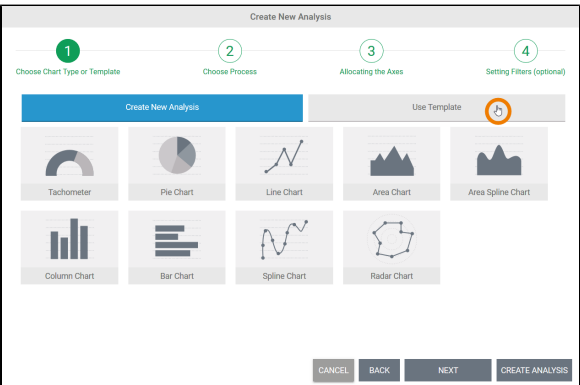 Create New Analysis
1
2
3
4
Choose Chart Type or Template
Choose Process
Allocating the Axes
Setting Filters (optional)
Create New Analysis
Use Template
Tachometer
Pie Chart
Line Chart
Area Chart
Area Spline Chart
Column Chart
Bar Chart
Spline Chart
Radar Chart
CANCEL
BACK
NEXT
CREATE ANALYSIS